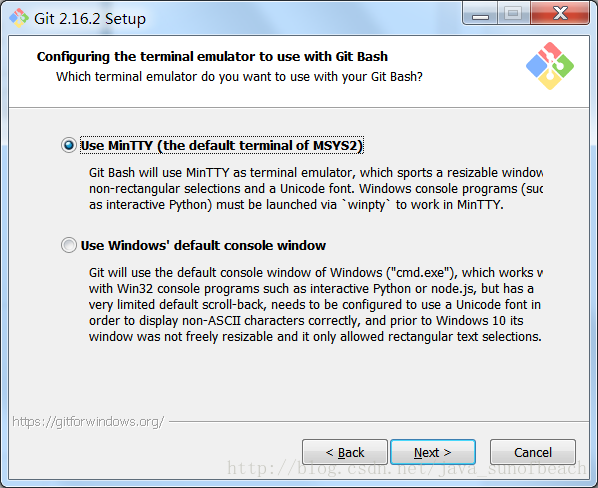 Git 2.16.2 Setup
Configuring the terminal emulator to use with Git Bash
Which terminal emulator do you want to use with your Git Bash?
Use MinTTY (the default terminal of MSYS2)
Git Bash will use MinTTY as terminal emulator, which sports a resizable window
non-rectangular selections and a Unicode font. Windows console programs (suc
as interactive Python) must be launched via `winpty` to work in MinTTY.
Use Windows' default console window
Git will use the default console window of Windows ("cmd.exe"), which works w
with Win32 console programs such as interactive Python or node.js, but has a
very limited default scroll-back, needs to be configured to use a Unicode font in
order to display non-ASCII characters correctly, and prior to Windows 10 its
window was not freely resizable and it only allowed rectangular text selections.
https://gitforwindows.org/
< Back
Next >
Cancel
http://blog.csdn.net/java_sunofbeach